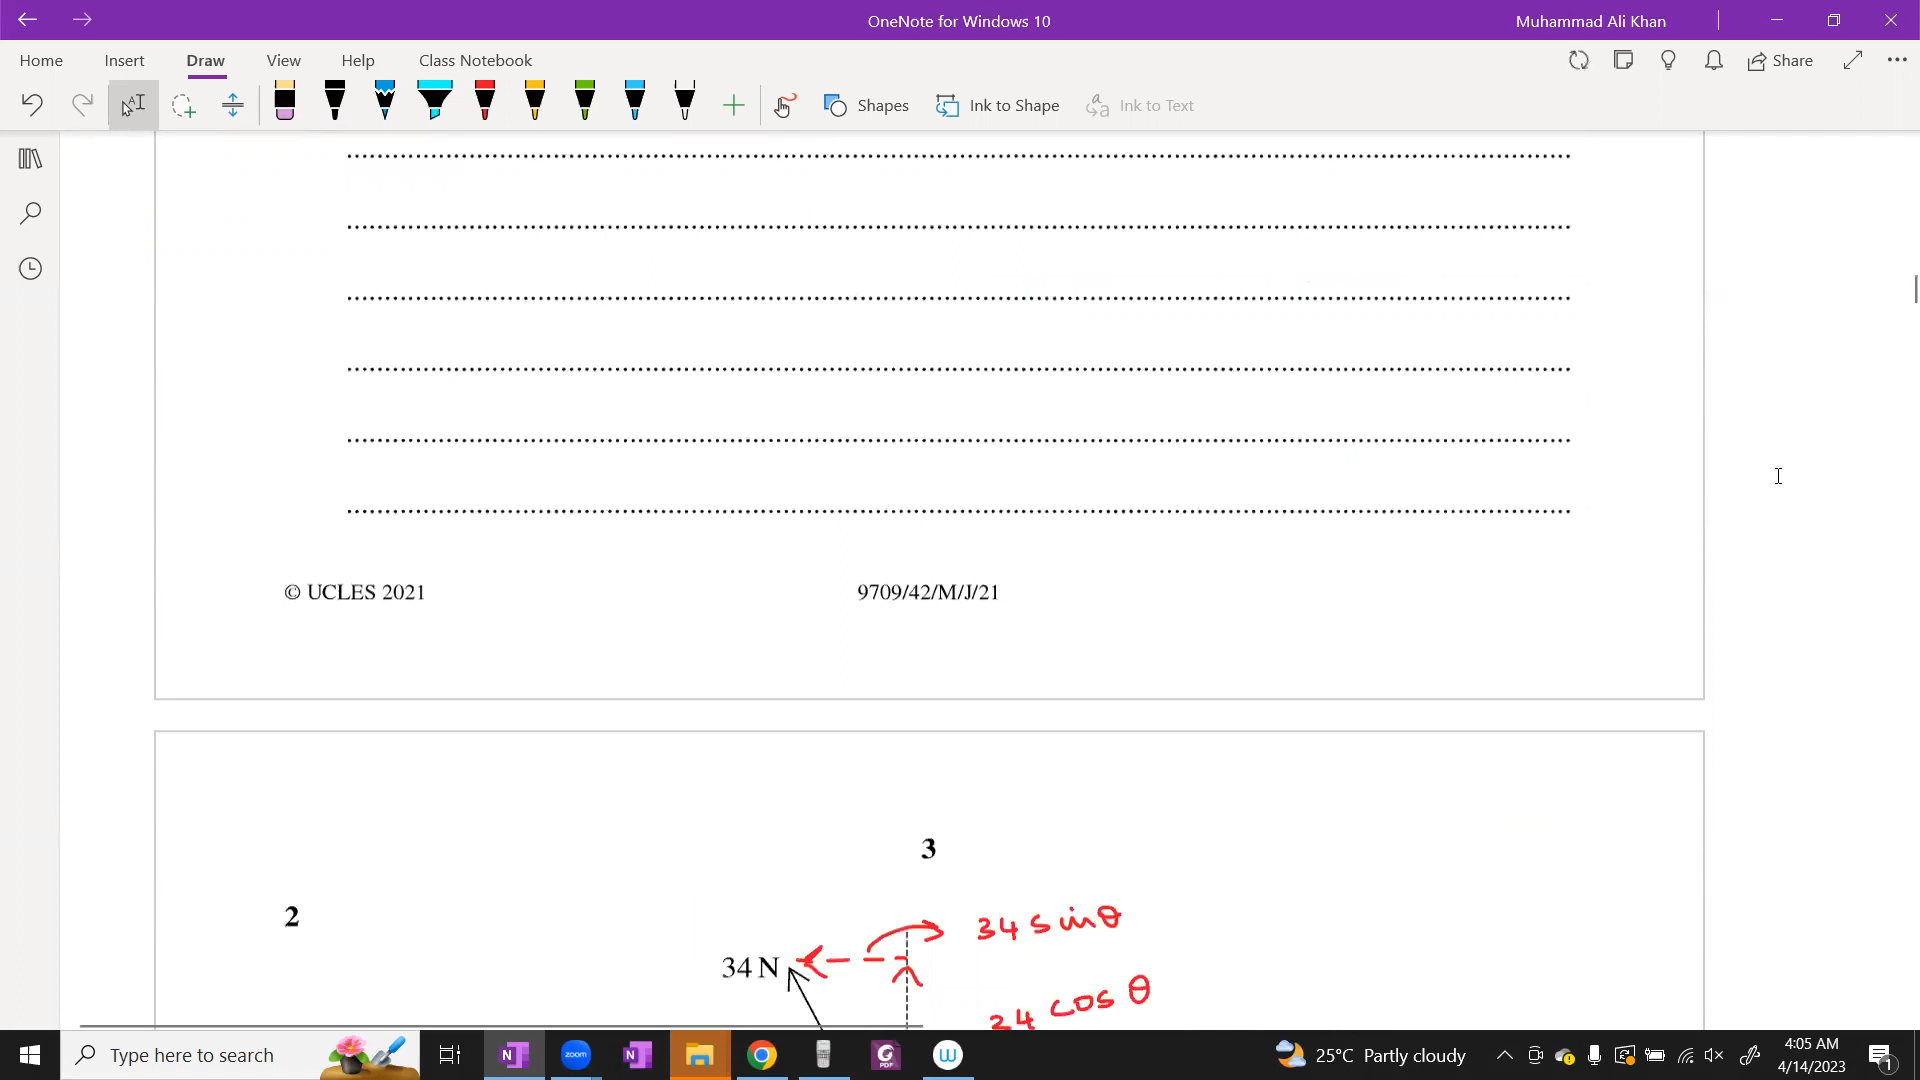 OneNote for Windows 10
Muhammad Ali Khan
Home Insert Draw View Help Class Notebook
Share
Shapes Ink to Shape Ink to Text
© UCLES 2021 9709/42/M/J/21
3
2
34 sinθ
34 N
34 cos θ
Type here to search
25°C Partly cloudy
4:05 AM
4/14/2023
1